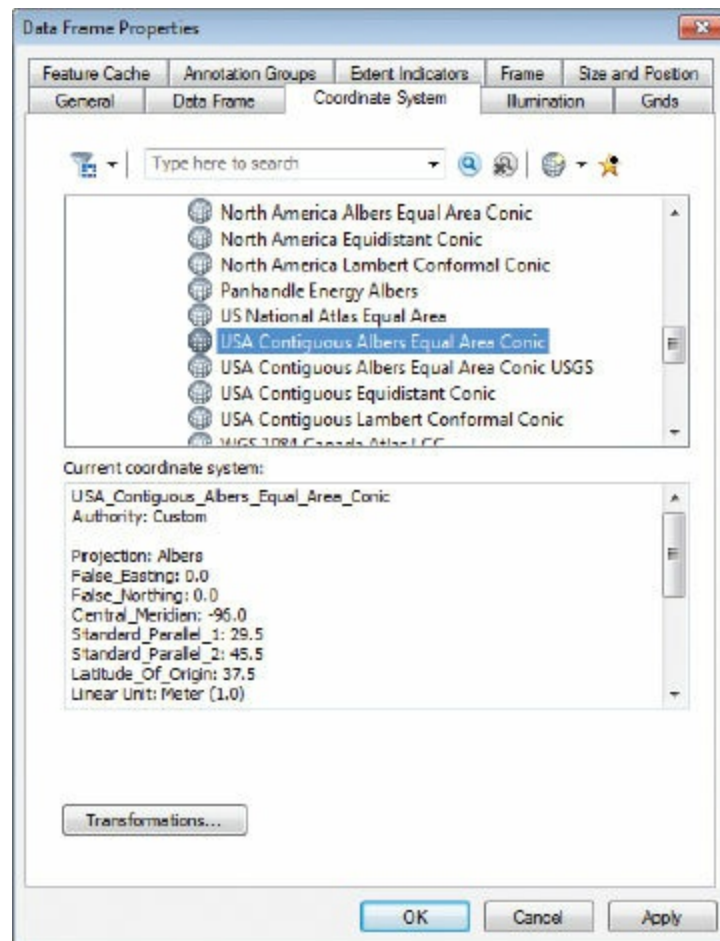 Data Frame Properties
Feature Cache Annotation Groups Extent Indicators Frame Size and Position
General Data Frame Coordinate System Illumination Grids
Type here to search
North America Albers Equal Area Conic
North America Equidistant Conic
North America Lambert Conformal Conic
Panhandle Energy Albers
US National Atlas Equal Area
USA Contiguous Albers Equal Area Conic
USA Contiguous Albers Equal Area Conic USGS
USA Contiguous Equidistant Conic
USA Contiguous Lambert Conformal Conic
WGS 1984 Canada Atlas LCC
Current coordinate system:
USA_Contiguous_Albers_Equal_Area_Conic
Authority: Custom
Projection: Albers
False_Easting: 0.0
False_Northing: 0.0
Central_Meridian: -96.0
Standard_Parallel_1: 29.5
Standard_Parallel_2: 45.5
Latitude_Of_Origin: 37.5
Linear Unit: Meter (1.0)
Transformations...
OK Cancel Apply